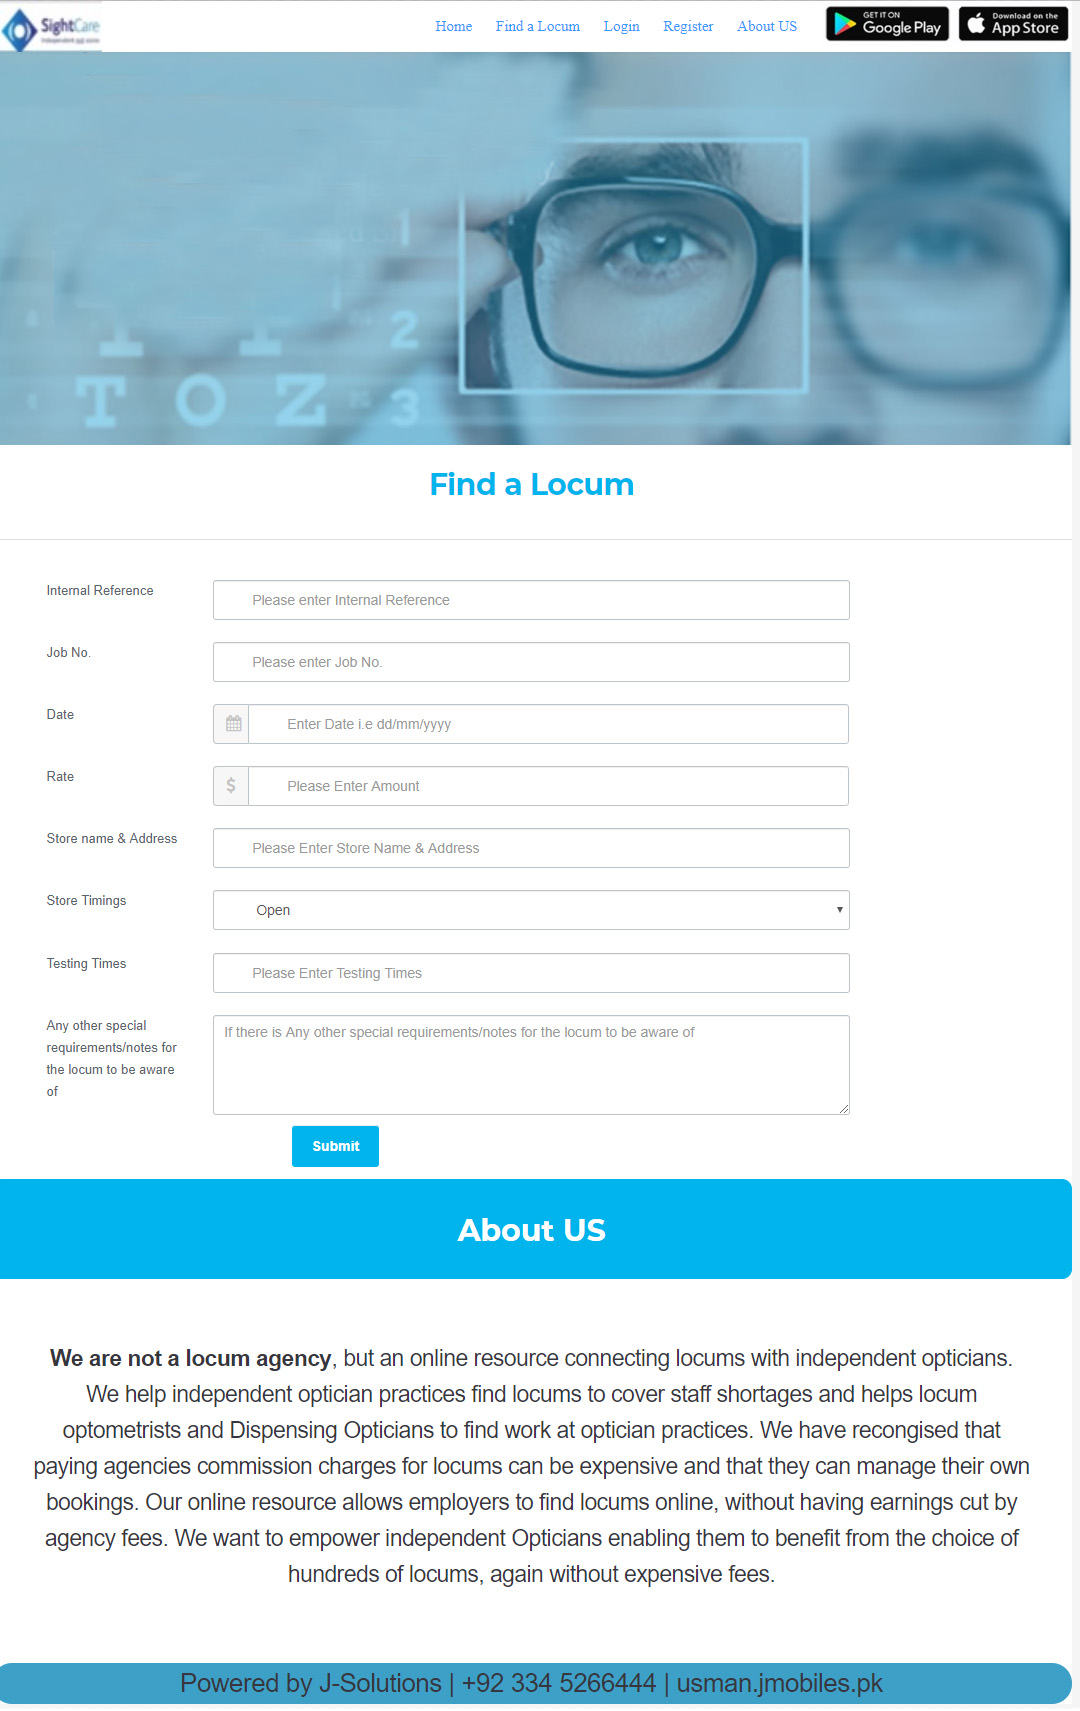 SightCare
Home Find a Locum Login Register About US
GET IT ON
Google Play
Download on the
App Store
1
2
T O Z 3
Find a Locum
Internal Reference Please enter Internal Reference
Job No. Please enter Job No.
Date Enter Date i.e dd/mm/yyyy
Rate $ Please Enter Amount
Store name & Address Please Enter Store Name & Address
Store Timings Open
Testing Times Please Enter Testing Times
Any other special
requirements/notes for
the locum to be aware
of
If there is Any other special requirements/notes for the locum to be aware of
Submit
About US
We are not a locum agency, but an online resource connecting locums with independent opticians.
We help independent optician practices find locums to cover staff shortages and helps locum
optometrists and Dispensing Opticians to find work at optician practices. We have recongised that
paying agencies commission charges for locums can be expensive and that they can manage their own
bookings. Our online resource allows employers to find locums online, without having earnings cut by
agency fees. We want to empower independent Opticians enabling them to benefit from the choice of
hundreds of locums, again without expensive fees.
Powered by J-Solutions | +92 334 5266444 | usman.jmobiles.pk